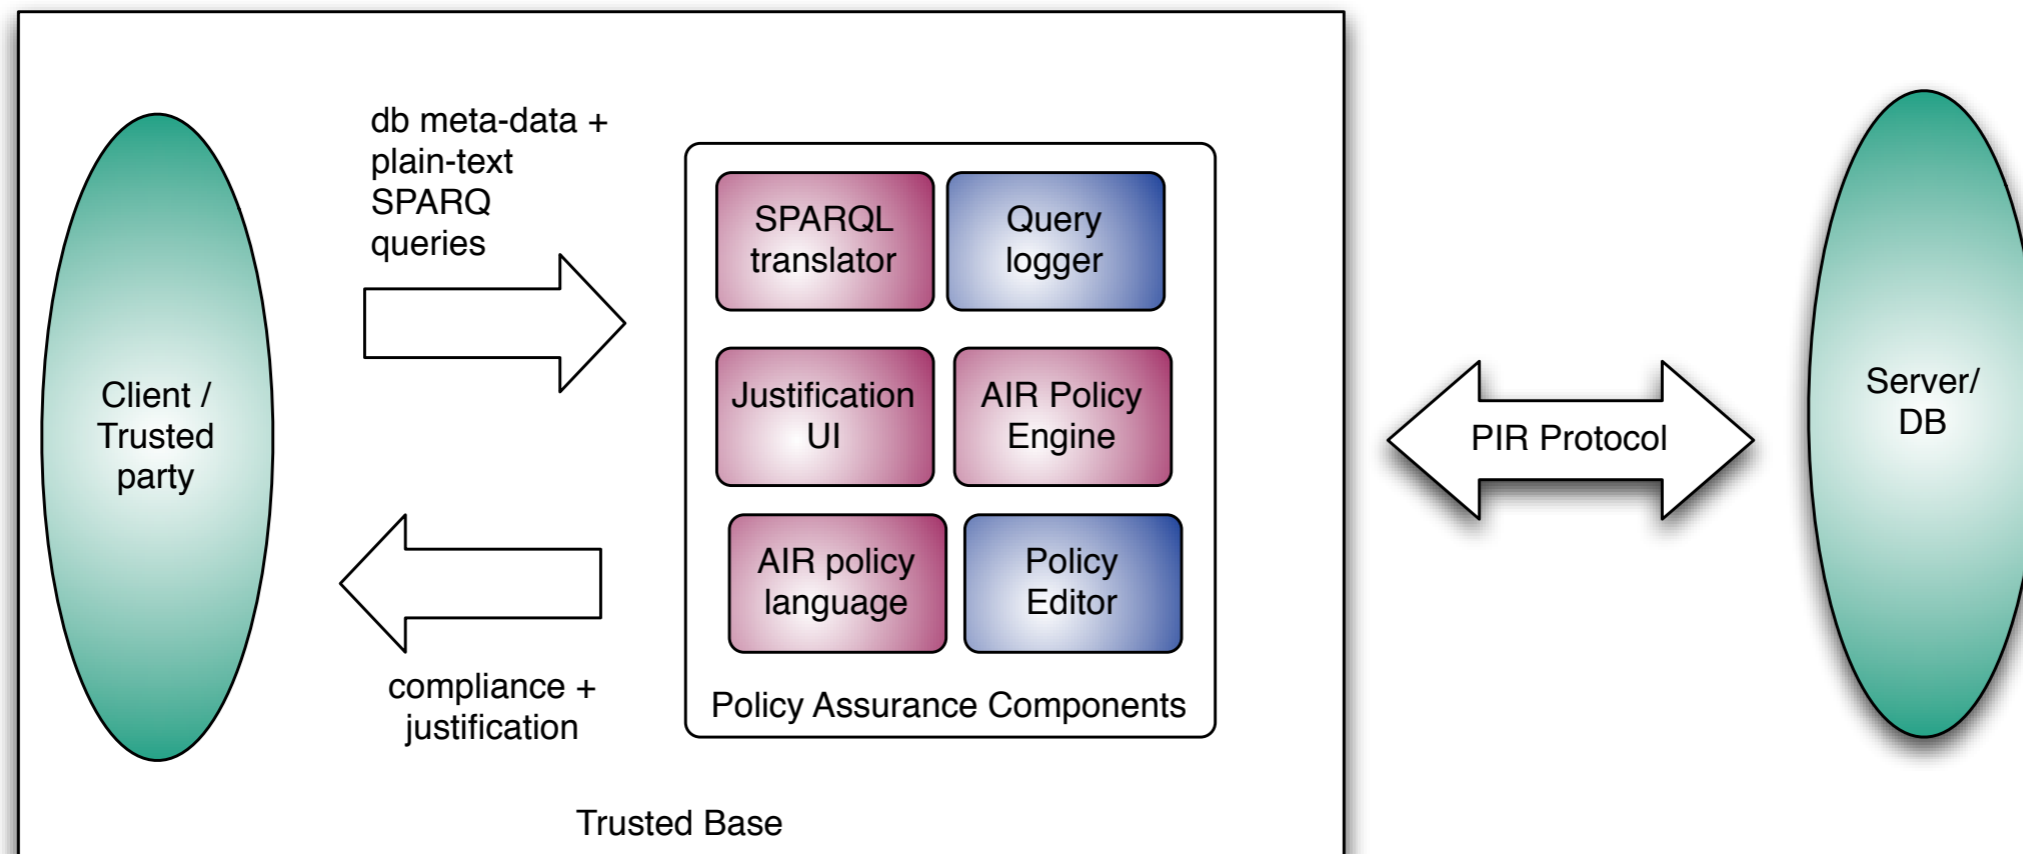 db meta-data +
plain-text
SPARQ
queries
Client /
Trusted
party
compliance +
justification
SPARQL
translator
Query
logger
Justification
UI
AIR Policy
Engine
AIR policy
language
Policy
Editor
Policy Assurance Components
Trusted Base
PIR Protocol
Server/
DB